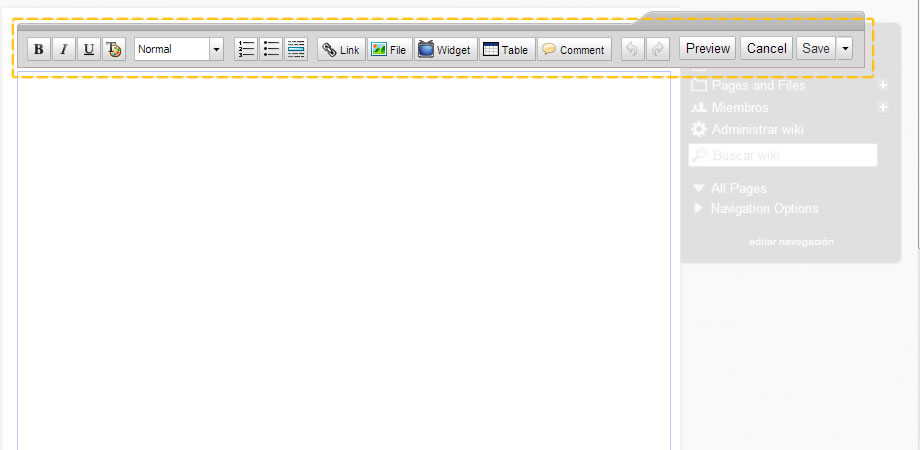 B I U T Normal Link File Widget Table Comment Preview Cancel Save
Pages and Files
Miembros
Administrar wiki
Buscar wiki
All Pages
Navigation Options
editar navegación